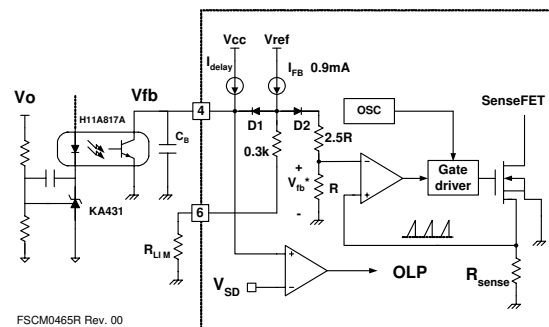 Vcc Vref
I_delay I_FB 0.9mA
Vo Vfb SenseFET
H11A817A
4 D1 D2 OSC
C_B 2.5R
0.3k
+ V_fb* - R
- +
Gate driver
KA431
6
R_LIM
+ -
V_SD OLP
R_sense
FSCM0465R Rev. 00